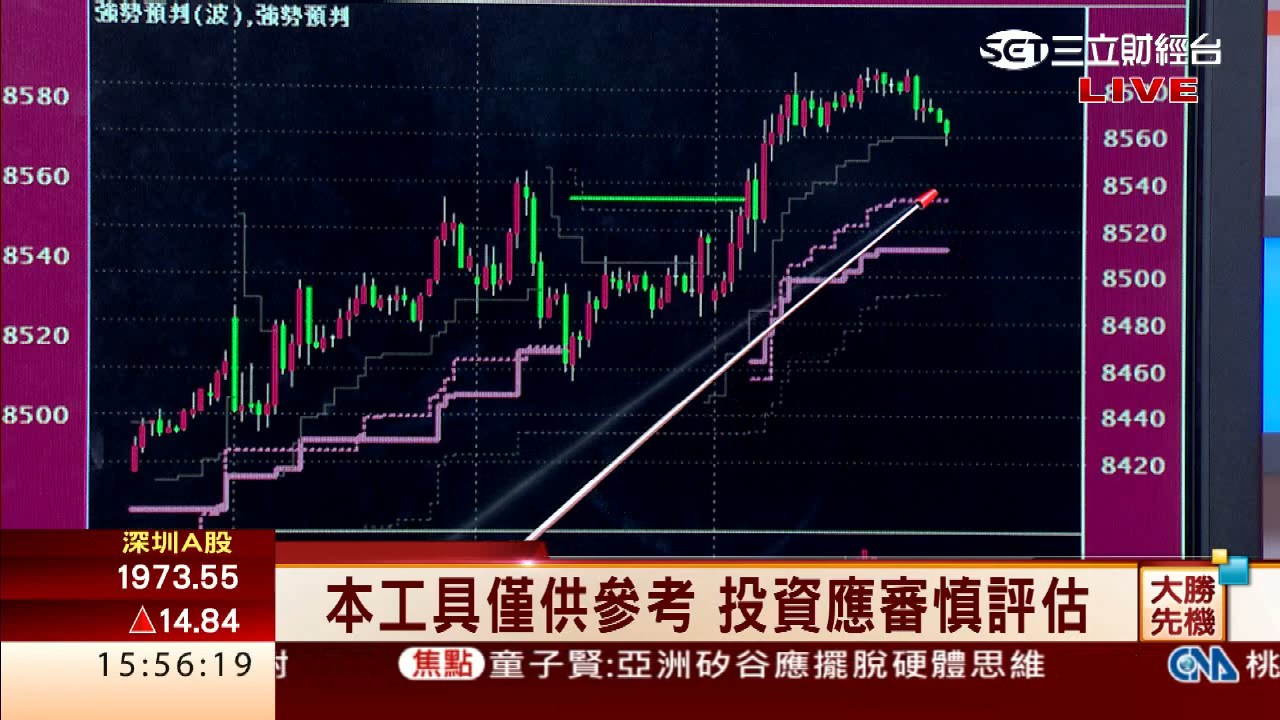 強勢預判(波),強勢預判
SET三立財經台
LIVE
8580
8560
8540
8520
8500
8560
8540
8520
8500
8480
8460
8440
8420
深圳A股
1973.55
△14.84
15:56:19
本工具僅供參考 投資應審慎評估
大勝
先機
焦點 童子賢:亞洲矽谷應擺脫硬體思維
CNA 桃